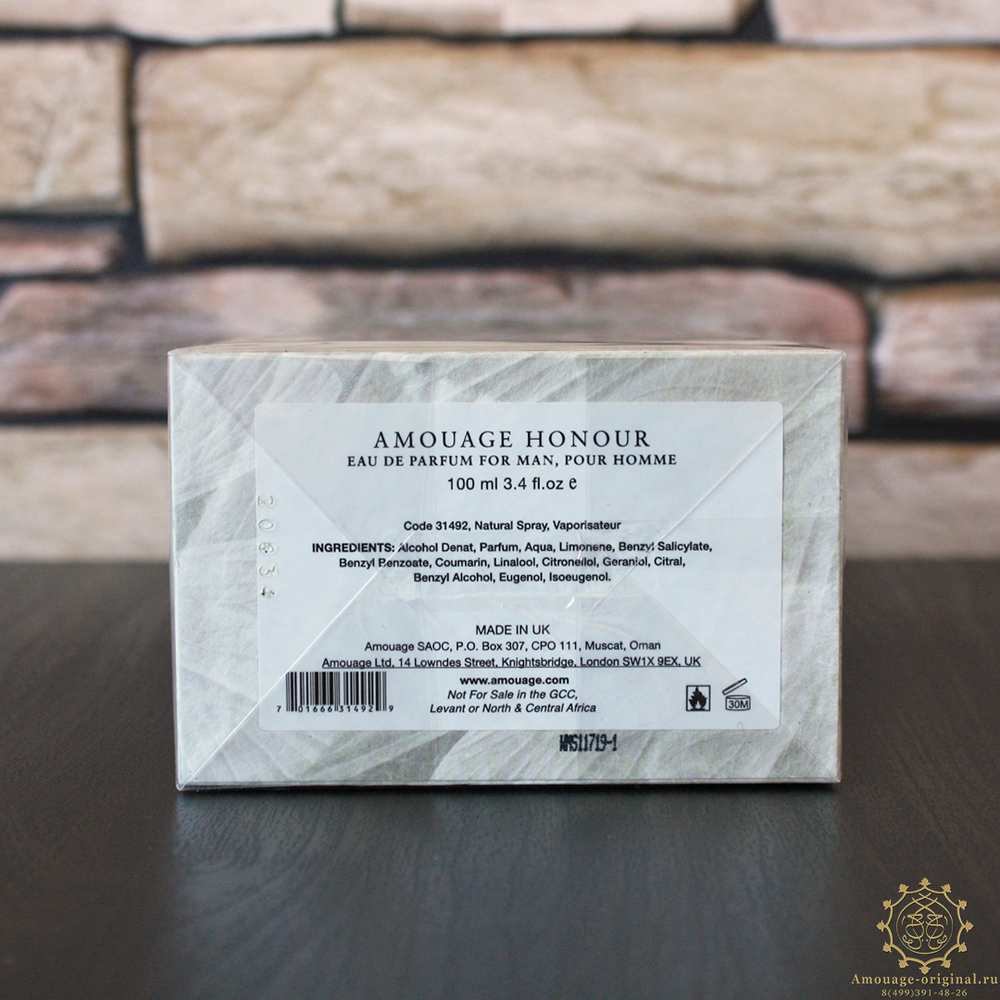 AMOUAGE HONOUR
EAU DE PARFUM FOR MAN, POUR HOMME
100 ml 3.4 fl.oz e
Code 31492, Natural Spray, Vaporisateur
INGREDIENTS: Alcohol Denat, Parfum, Aqua, Limonene, Benzyl Salicylate,
Benzyl Benzoate, Coumarin, Linalool, Citronellol, Geraniol, Citral,
Benzyl Alcohol, Eugenol, Isoeugenol.
30634
MADE IN UK
Amouage SAOC, P.O. Box 307, CPO 111, Muscat, Oman
Amouage Ltd, 14 Lowndes Street, Knightsbridge, London SW1X 9EX, UK
www.amouage.com
Not For Sale in the GCC,
Levant or North & Central Africa
7 01666 31492 9
30M
Amouage-original.ru
8(499)391-48-26